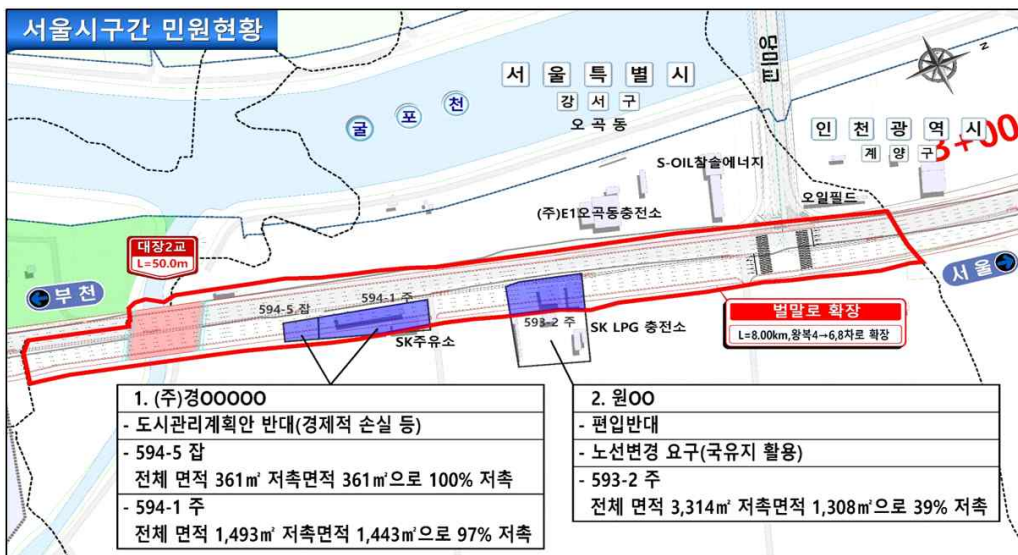 서울시구간 민원현황
서울특별시
강서구
오곡동
굴포천
인천광역시
계양구
3+00
N
S-OIL참솔에너지
(주)E1오곡동충전소
오일필드
대장2교
L=50.0m
부천
서울
594-5 잡
594-1 주
SK주유소
593-2 주
SK LPG 충전소
벌말로 확장
L=8.00km,왕복4→6,8차로 확장
1. (주)경OOOOO
- 도시관리계획안 반대(경제적 손실 등)
- 594-5 잡
전체 면적 361㎡ 저촉면적 361㎡으로 100% 저촉
- 594-1 주
전체 면적 1,493㎡ 저촉면적 1,443㎡으로 97% 저촉
2. 원OO
- 편입반대
- 노선변경 요구(국유지 활용)
- 593-2 주
전체 면적 3,314㎡ 저촉면적 1,308㎡으로 39% 저촉